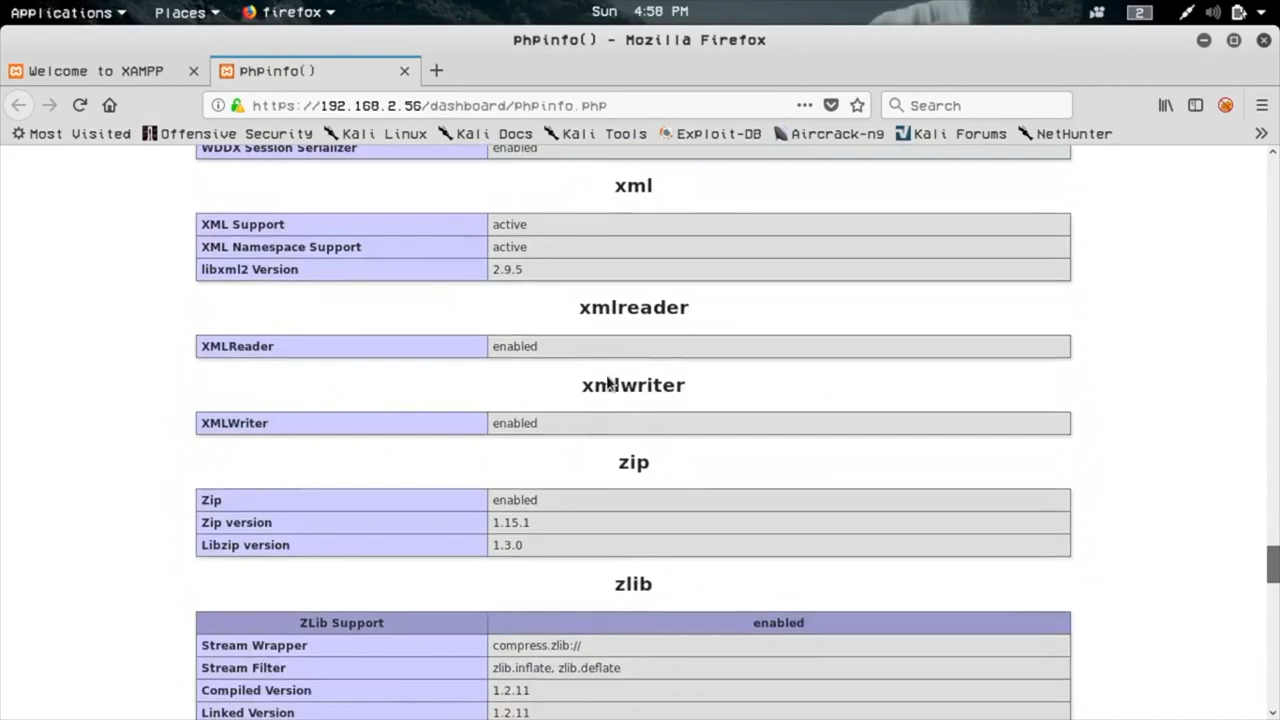 Applications Places firefox Sun 4:58 PM 2
PhPinfo() - Mozilla Firefox
Welcome to XAMPP PhPinfo()
https://192.168.2.56/dashboard/PhPinfo.php Search
Most Visited Offensive Security Kali Linux Kali Docs Kali Tools Exploit-DB Aircrack-ng Kali Forums NetHunter
WDDX Session Serializer enabled
xml
XML Support active
XML Namespace Support active
libxml2 Version 2.9.5
xmlreader
XMLReader enabled
xmlwriter
XMLWriter enabled
zip
Zip enabled
Zip version 1.15.1
Libzip version 1.3.0
zlib
ZLib Support enabled
Stream Wrapper compress.zlib://
Stream Filter zlib.inflate, zlib.deflate
Compiled Version 1.2.11
Linked Version 1.2.11